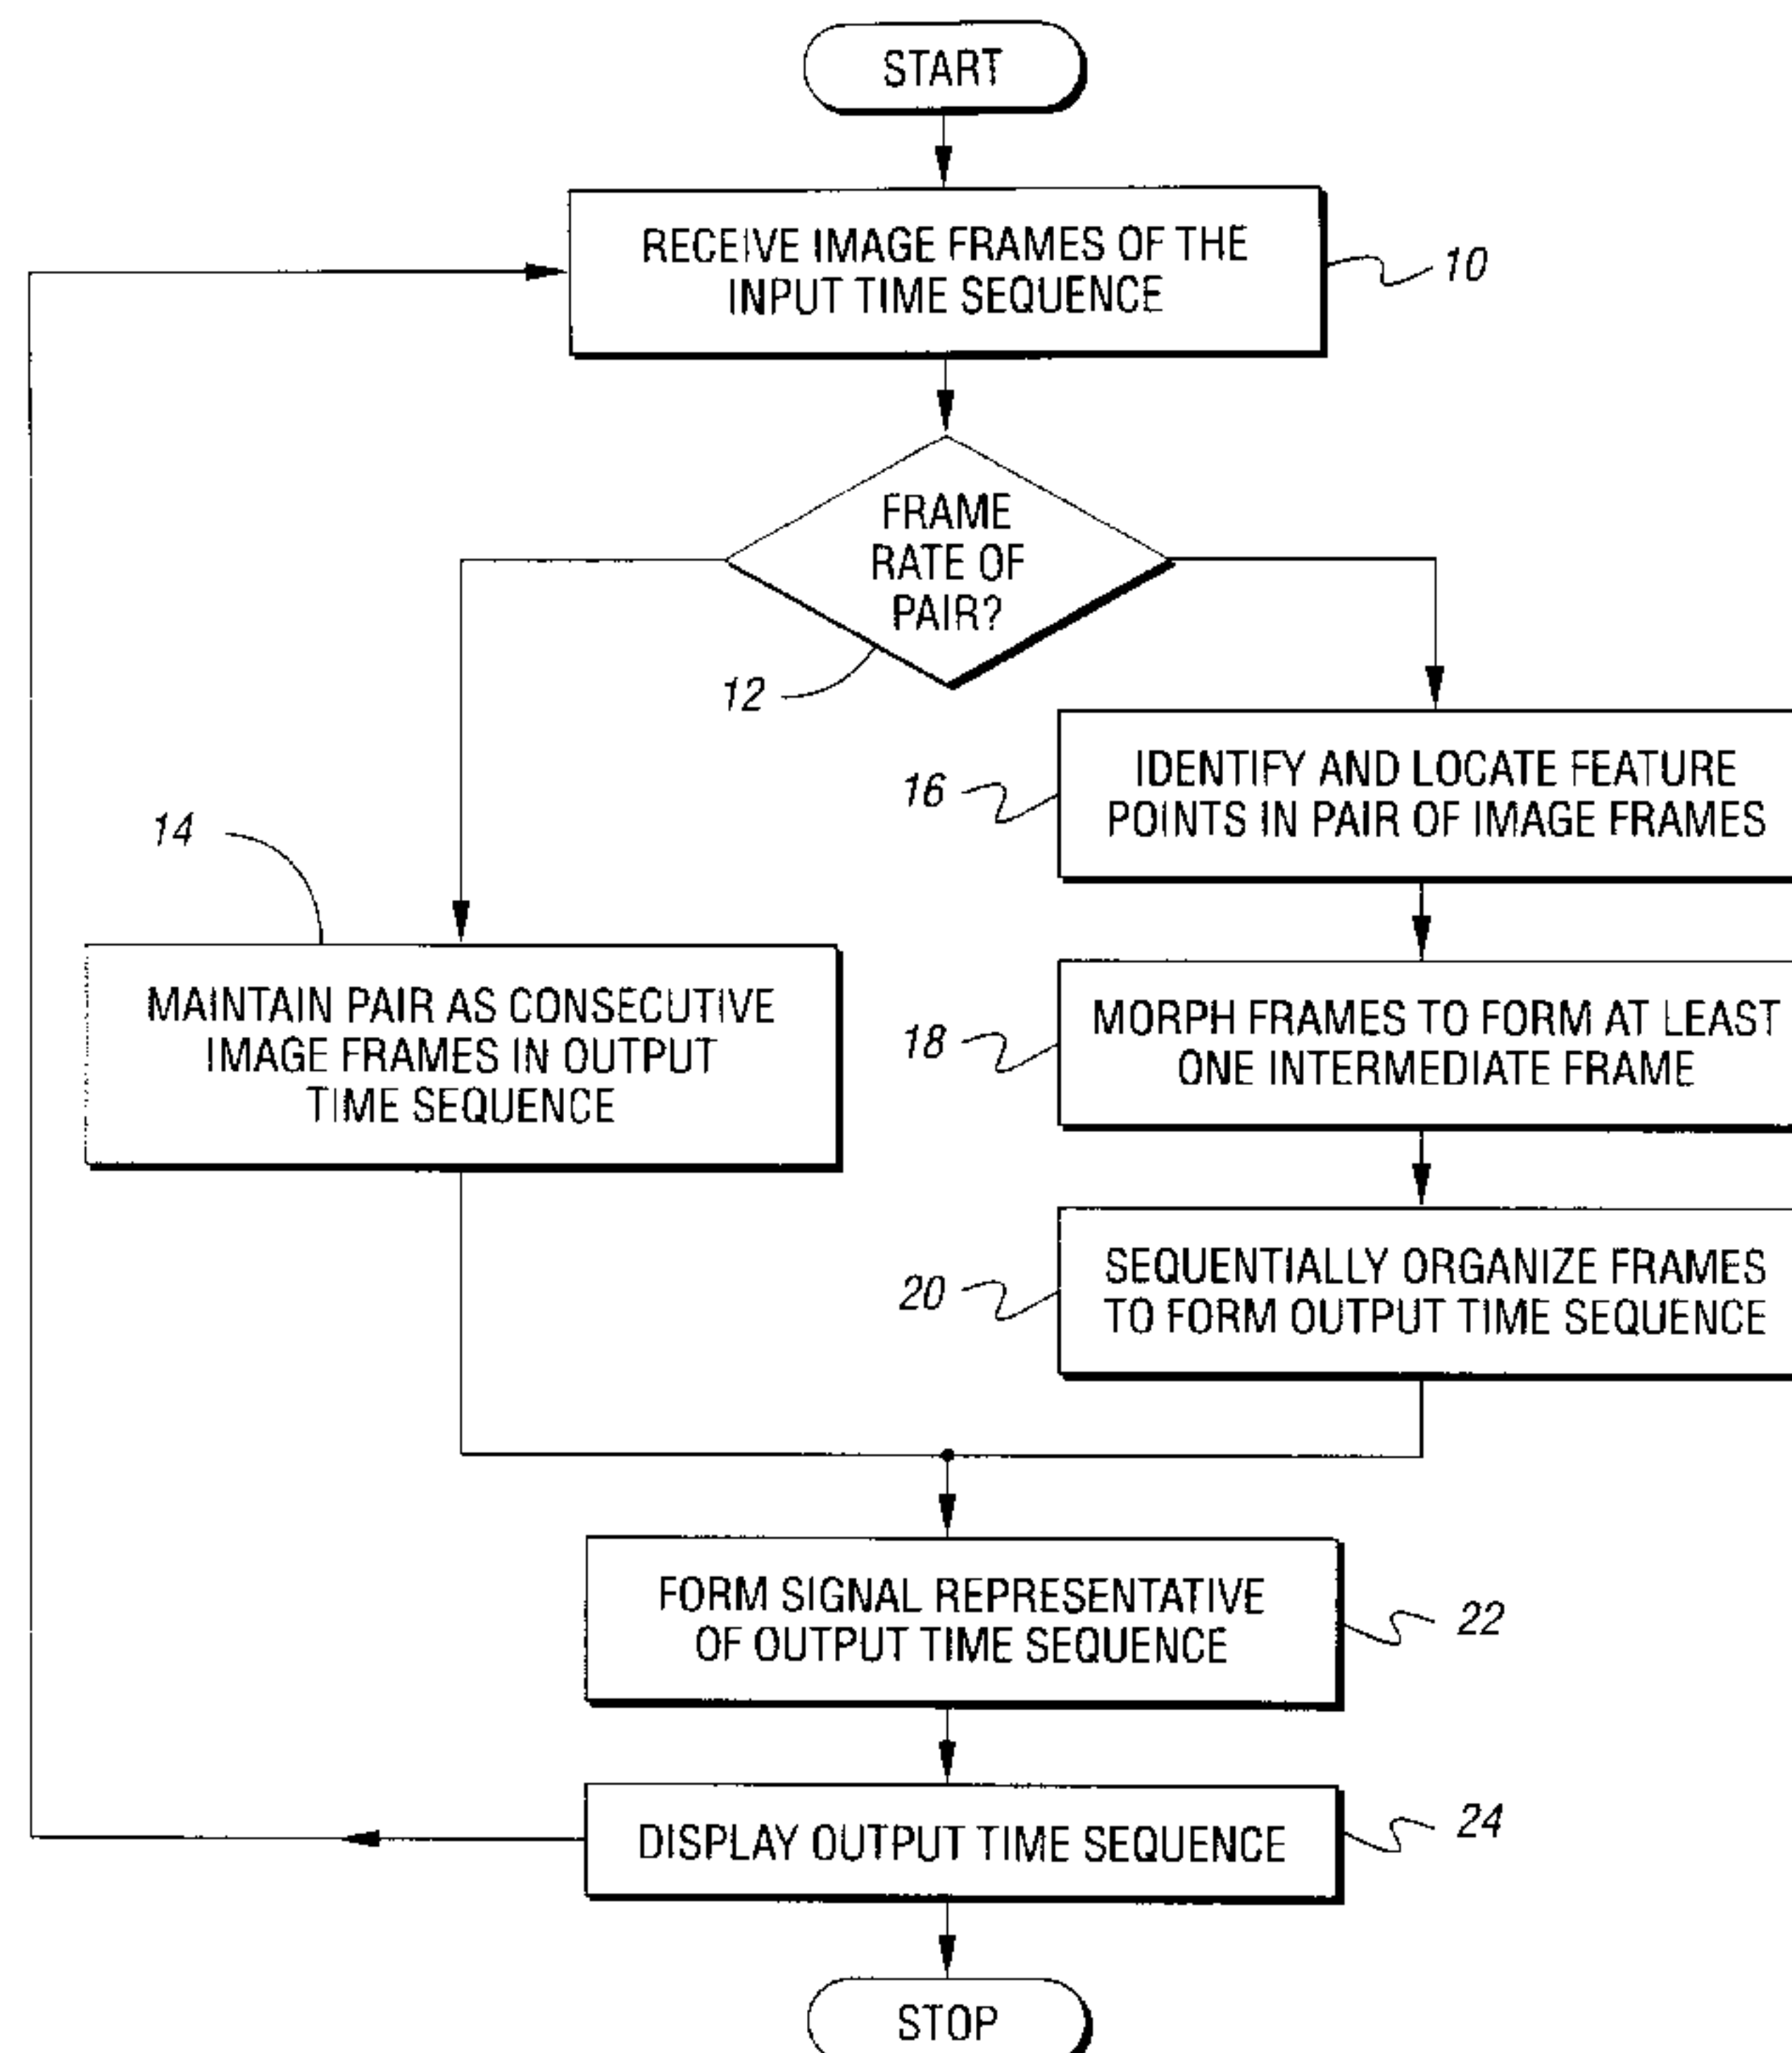 START
RECEIVE IMAGE FRAMES OF THE
INPUT TIME SEQUENCE
10
FRAME
RATE OF
PAIR?
12
IDENTIFY AND LOCATE FEATURE
POINTS IN PAIR OF IMAGE FRAMES
16
14
MAINTAIN PAIR AS CONSECUTIVE
IMAGE FRAMES IN OUTPUT
TIME SEQUENCE
MORPH FRAMES TO FORM AT LEAST
ONE INTERMEDIATE FRAME
18
SEQUENTIALLY ORGANIZE FRAMES
TO FORM OUTPUT TIME SEQUENCE
20
FORM SIGNAL REPRESENTATIVE
OF OUTPUT TIME SEQUENCE
22
DISPLAY OUTPUT TIME SEQUENCE
24
STOP